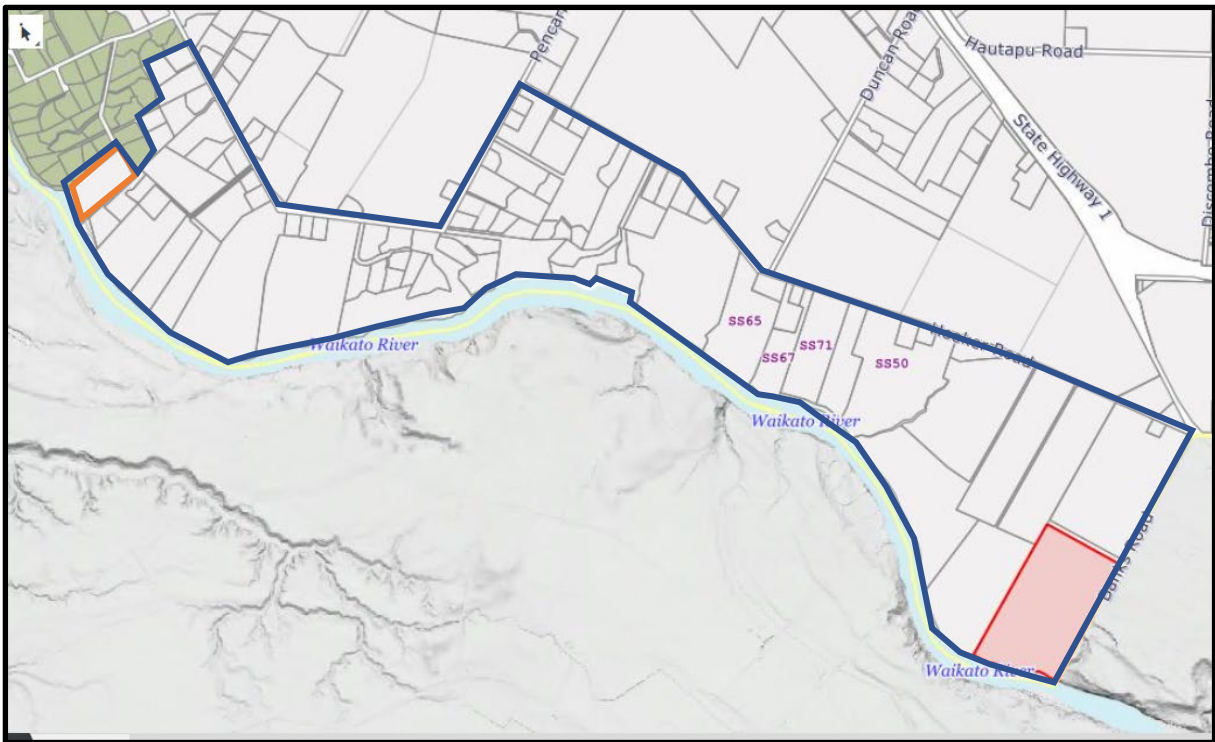 Pencarr
Duncan Road
Hautapu Road
State Highway 1
Discombe Road
SS65
SS67
SS71
SS50
Hooker Road
Waikato River
Waikato River
Banks Road
Waikato River